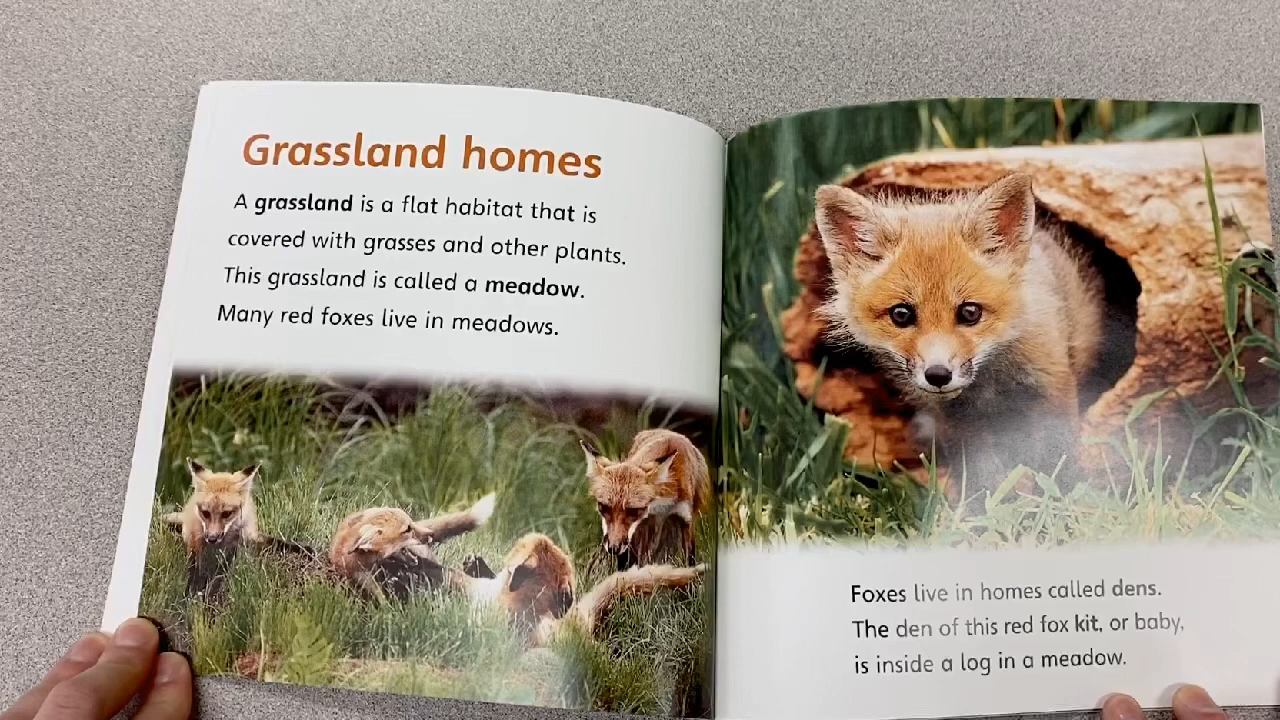 Grassland homes
A grassland is a flat habitat that is
covered with grasses and other plants.
This grassland is called a meadow.
Many red foxes live in meadows.
Foxes live in homes called dens.
The den of this red fox kit, or baby,
is inside a log in a meadow.